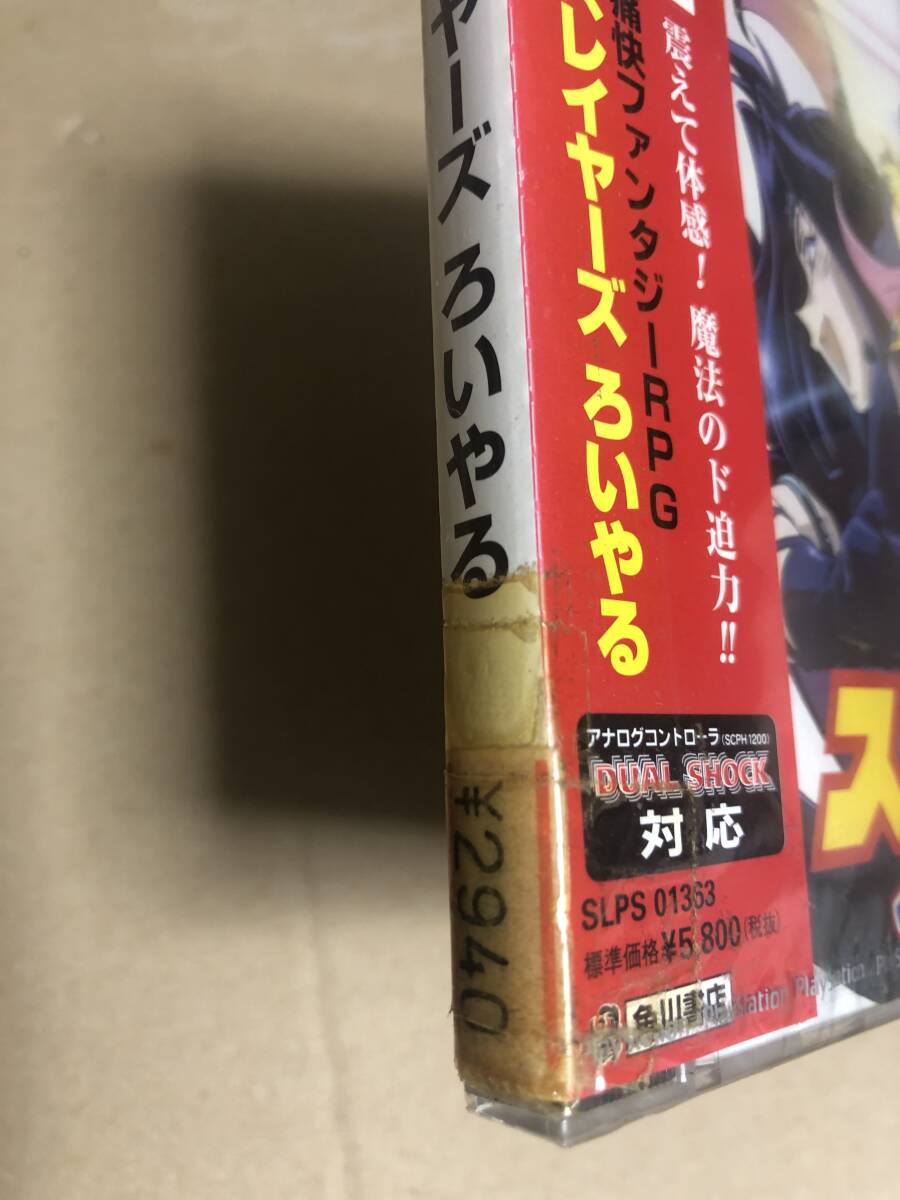 ヤーズ ろいやる
¥2940
震えて体感! 魔法のド迫力!!
痛快ファンタジーRPG
レイヤーズ ろいやる
アナログコントローラ(SCPH1200)
DUAL SHOCK
対応
SLPS 01363
標準価格¥5,800(税抜)
角川書店
PlayStation
ス